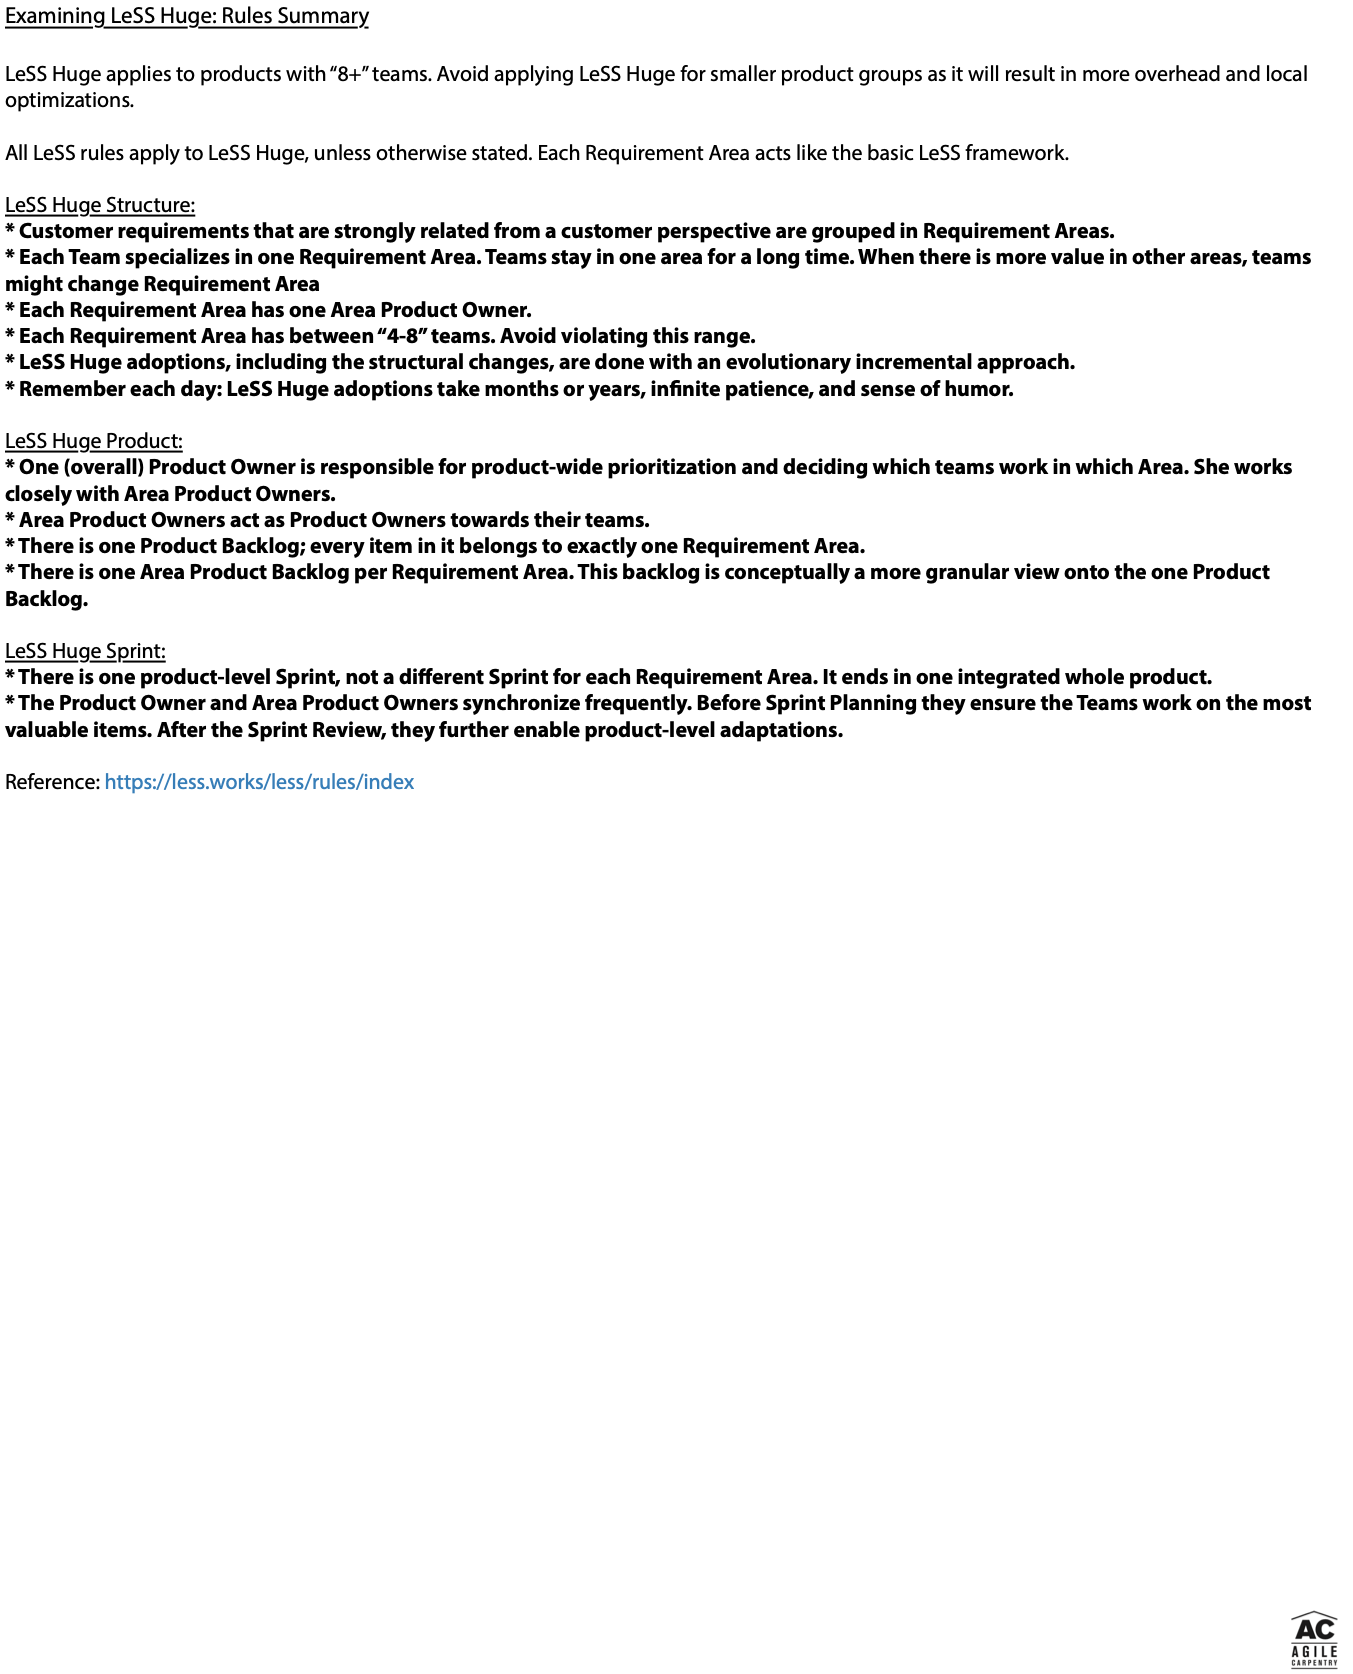 Examining LeSS Huge: Rules Summary
LeSS Huge applies to products with “8+” teams. Avoid applying LeSS Huge for smaller product groups as it will result in more overhead and local
optimizations.
All LeSS rules apply to LeSS Huge, unless otherwise stated. Each Requirement Area acts like the basic LeSS framework.
LeSS Huge Structure:
* Customer requirements that are strongly related from a customer perspective are grouped in Requirement Areas.
* Each Team specializes in one Requirement Area. Teams stay in one area for a long time. When there is more value in other areas, teams
might change Requirement Area
* Each Requirement Area has one Area Product Owner.
* Each Requirement Area has between “4-8” teams. Avoid violating this range.
* LeSS Huge adoptions, including the structural changes, are done with an evolutionary incremental approach.
* Remember each day: LeSS Huge adoptions take months or years, infinite patience, and sense of humor.
LeSS Huge Product:
* One (overall) Product Owner is responsible for product-wide prioritization and deciding which teams work in which Area. She works
closely with Area Product Owners.
* Area Product Owners act as Product Owners towards their teams.
* There is one Product Backlog; every item in it belongs to exactly one Requirement Area.
* There is one Area Product Backlog per Requirement Area. This backlog is conceptually a more granular view onto the one Product
Backlog.
LeSS Huge Sprint:
* There is one product-level Sprint, not a different Sprint for each Requirement Area. It ends in one integrated whole product.
* The Product Owner and Area Product Owners synchronize frequently. Before Sprint Planning they ensure the Teams work on the most
valuable items. After the Sprint Review, they further enable product-level adaptations.
Reference: https://less.works/less/rules/index
AC
AGILE
CARPENTRY